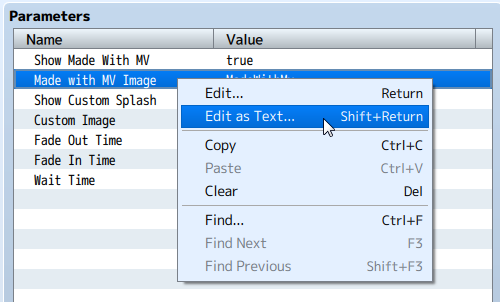 Parameters
Name Value
Show Made With MV true
Made with MV Image MadeWithMv
Show Custom Splash
Custom Image
Fade Out Time
Fade In Time
Wait Time
Edit... Return
Edit as Text... Shift+Return
Copy Ctrl+C
Paste Ctrl+V
Clear Del
Find... Ctrl+F
Find Next F3
Find Previous Shift+F3